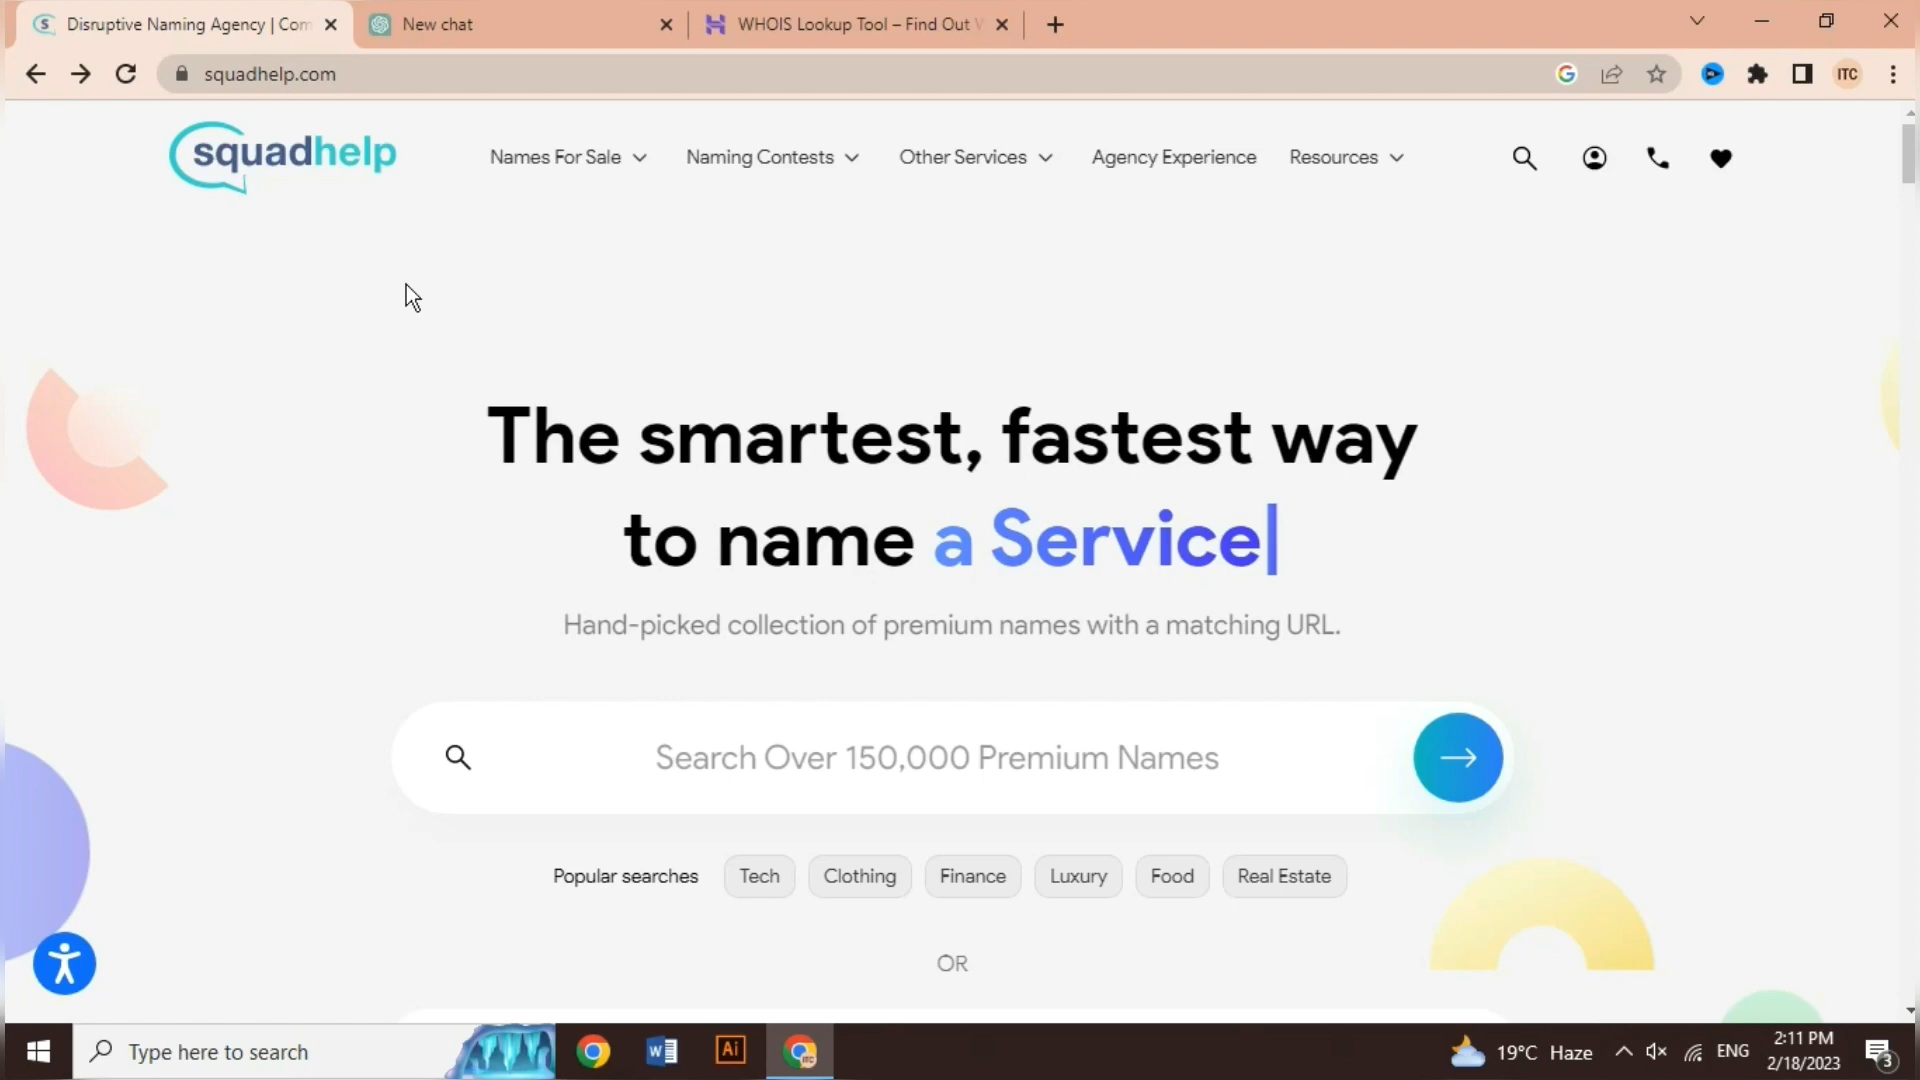 Disruptive Naming Agency | Com
New chat
WHOIS Lookup Tool – Find Out
squadhelp.com
ITC
squadhelp
Names For Sale
Naming Contests
Other Services
Agency Experience
Resources
The smartest, fastest way
to name a Service
Hand-picked collection of premium names with a matching URL.
Search Over 150,000 Premium Names
Popular searches
Tech
Clothing
Finance
Luxury
Food
Real Estate
OR
Type here to search
Ai
19°C Haze
ENG
2:11 PM
2/18/2023
3